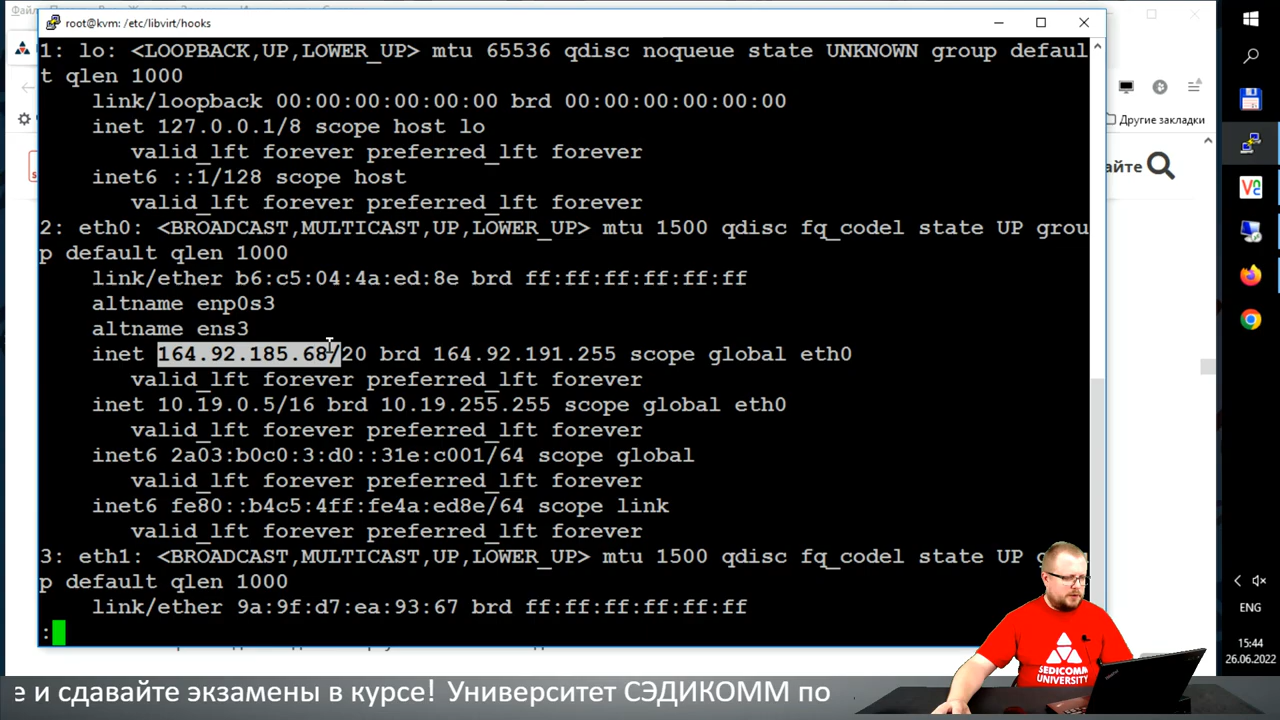 root@kvm: /etc/libvirt/hooks
1: lo: <LOOPBACK,UP,LOWER_UP> mtu 65536 qdisc noqueue state UNKNOWN group defaul
t qlen 1000
link/loopback 00:00:00:00:00:00 brd 00:00:00:00:00:00
inet 127.0.0.1/8 scope host lo
valid_lft forever preferred_lft forever
inet6 ::1/128 scope host
valid_lft forever preferred_lft forever
2: eth0: <BROADCAST,MULTICAST,UP,LOWER_UP> mtu 1500 qdisc fq_codel state UP grou
p default qlen 1000
link/ether b6:c5:04:4a:ed:8e brd ff:ff:ff:ff:ff:ff
altname enp0s3
altname ens3
inet 164.92.185.68/20 brd 164.92.191.255 scope global eth0
valid_lft forever preferred_lft forever
inet 10.19.0.5/16 brd 10.19.255.255 scope global eth0
valid_lft forever preferred_lft forever
inet6 2a03:b0c0:3:d0::31e:c001/64 scope global
valid_lft forever preferred_lft forever
inet6 fe80::b4c5:4ff:fe4a:ed8e/64 scope link
valid_lft forever preferred_lft forever
3: eth1: <BROADCAST,MULTICAST,UP,LOWER_UP> mtu 1500 qdisc fq_codel state UP
p default qlen 1000
link/ether 9a:9f:d7:ea:93:67 brd ff:ff:ff:ff:ff:ff
:
Другие закладки
айте
ENG
15:44
26.06.2022
SEDICOMM
UNIVERSITY
е и сдавайте экзамены в курсе! Университет СЭДИКОММ по